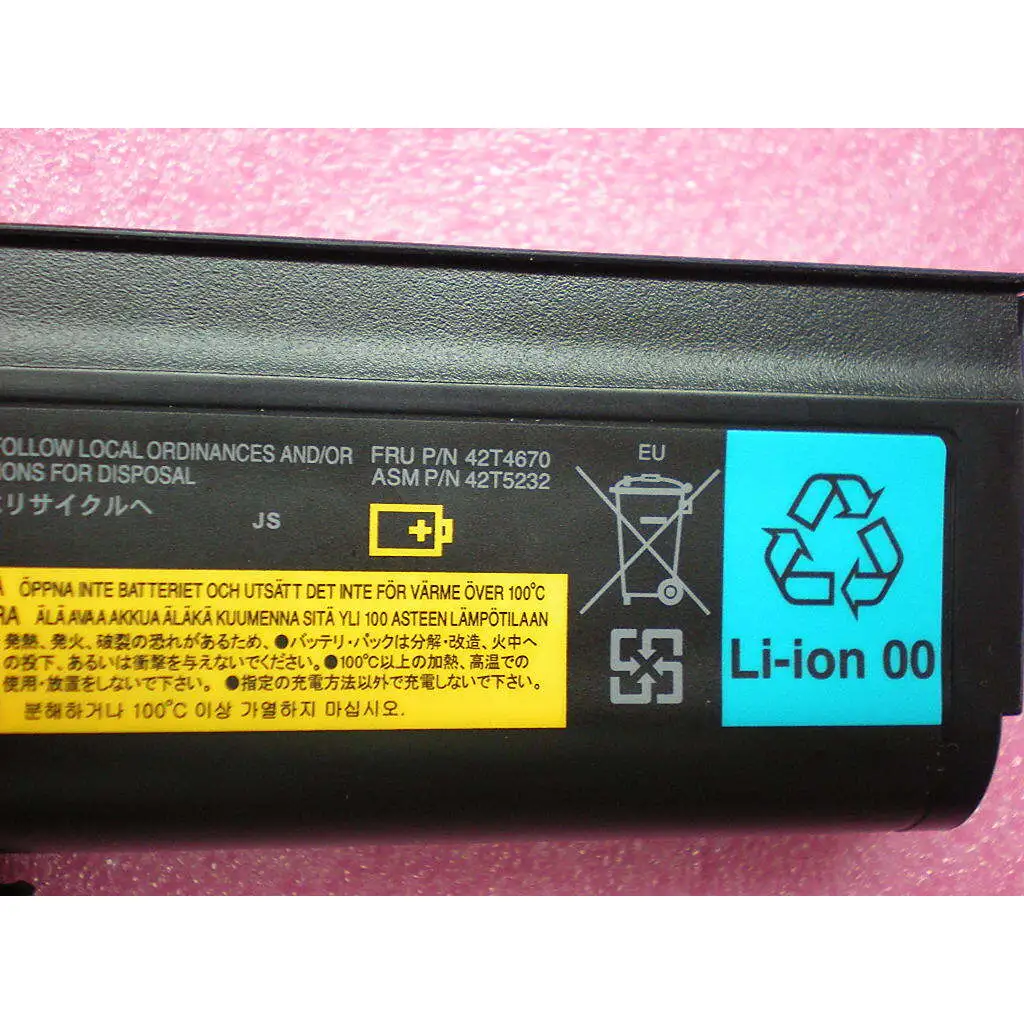 FOLLOW LOCAL ORDINANCES AND/OR
IONS FOR DISPOSAL
リサイクルへ
JS
FRU P/N 42T4670
ASM P/N 42T5232
EU
ÖPPNA INTE BATTERIET OCH UTSÄTT DET INTE FÖR VÄRME ÖVER 100°C
RA ÄLÄ AVAA AKKUA ÄLÄKÄ KUUMENNA SITÄ YLI 100 ASTEEN LÄMPÖTILAAN
発熱、発火、破裂の恐れがあるため、●バッテリ・パックは分解・改造、火中へ
の投下、あるいは衝撃を与えないでください。●100°C以上の加熱、高温での
使用・放置をしないで下さい。 ●指定の充電方法以外で充電しないで下さい。
분해하거나 100°C 이상 가열하지 마십시오.
Li-ion 00